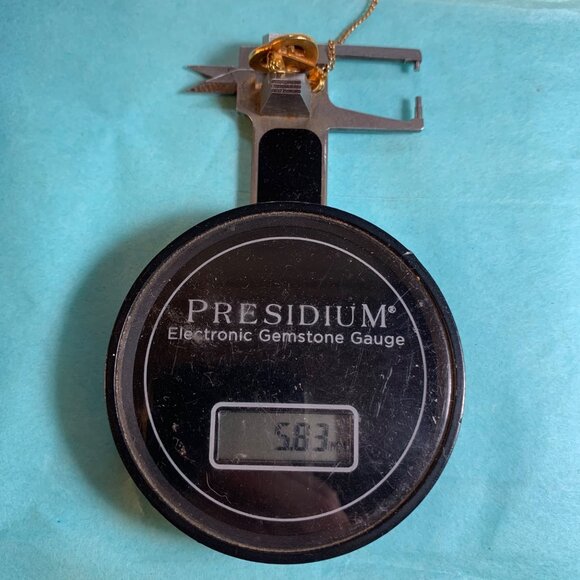 PRESIDIUM®
Electronic Gemstone Gauge
5.83